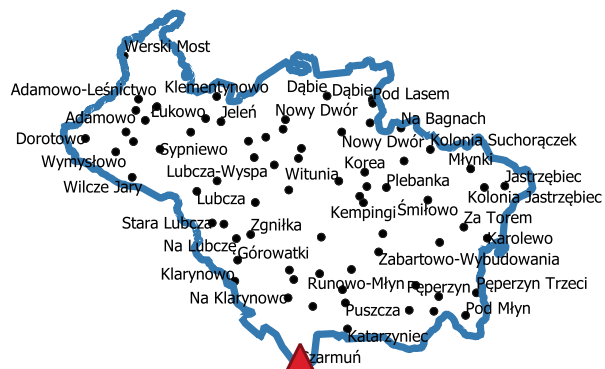 Werski Most
Adamowo-Leśnictwo
Klementynowo
Dąbie
Dąbie
Pod Lasem
Adamowo
Łukowo
Jeleń
Nowy Dwór
Na Bagnach
Dorotowo
Sypniewo
Nowy Dwór
Kolonia Suchorączek
Wymysłowo
Korea
Młynki
Wilcze Jary
Lubcza-Wyspa
Witunia
Plebanka
Jastrzębiec
Lubcza
Kempingi
Śmiłowo
Kolonia Jastrzębiec
Stara Lubcza
Zgniłka
Za Torem
Na Lubczę
Górowatki
Karolewo
Zabartowo-Wybudowania
Klarynowo
Runowo-Młyn
Pęperzyn
Pęperzyn Trzeci
Na Klarynowo
Puszcza
Pod Młyn
Katarzyniec